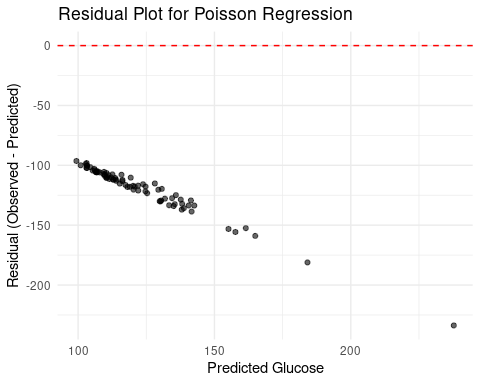 Residual Plot for Poisson Regression
0
-50
-100
-150
-200
Residual (Observed - Predicted)
100
150
200
Predicted Glucose